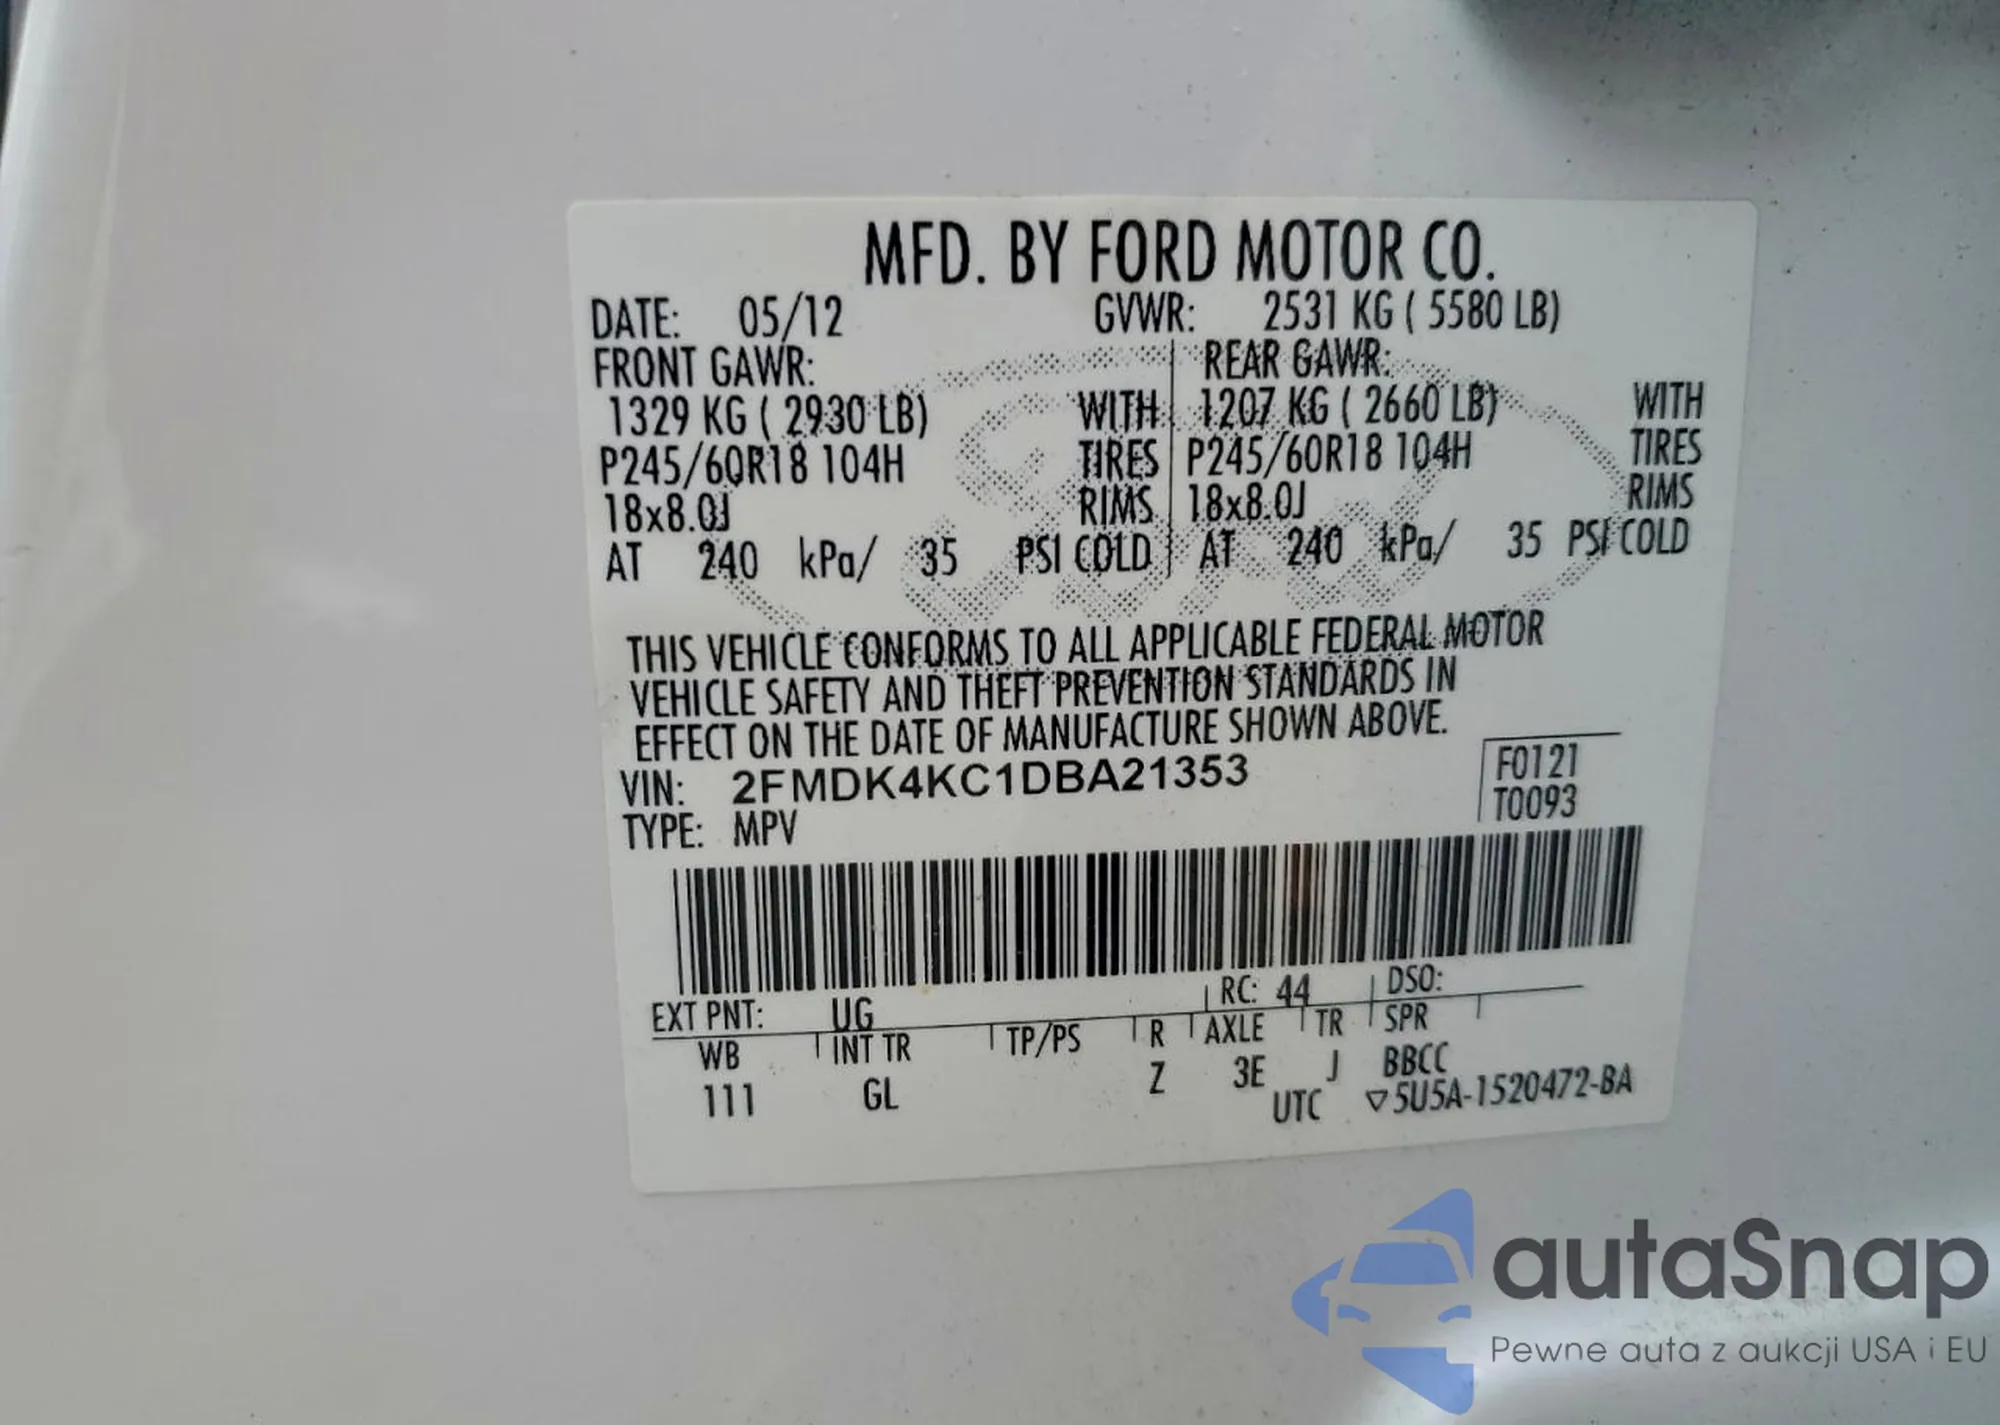 MFD. BY FORD MOTOR CO.
DATE: 05/12 GVWR: 2531 KG ( 5580 LB)
FRONT GAWR: REAR GAWR:
1329 KG ( 2930 LB) WITH 1207 KG ( 2660 LB) WITH
P245/60R18 104H TIRES P245/60R18 104H TIRES
18x8.0J RIMS 18x8.0J RIMS
AT 240 kPa/ 35 PSI COLD AT 240 kPa/ 35 PSI COLD
THIS VEHICLE CONFORMS TO ALL APPLICABLE FEDERAL MOTOR
VEHICLE SAFETY AND THEFT PREVENTION STANDARDS IN
EFFECT ON THE DATE OF MANUFACTURE SHOWN ABOVE.
VIN: 2FMDK4KC1DBA21353 F0121
TYPE: MPV T0093
EXT PNT: UG RC: 44 DSO:
WB INT TR TP/PS R AXLE TR SPR
111 GL Z 3E J BBCC
UTC ▽5U5A-1520472-BA
autaSnap
Pewne auta z aukcji USA i EU